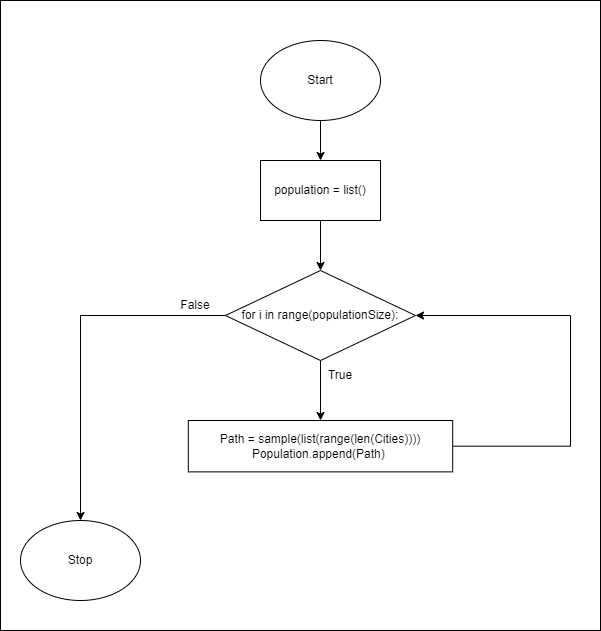 Start
population = list()
for i in range(populationSize):
False
True
Path = sample(list(range(len(Cities))))
Population.append(Path)
Stop